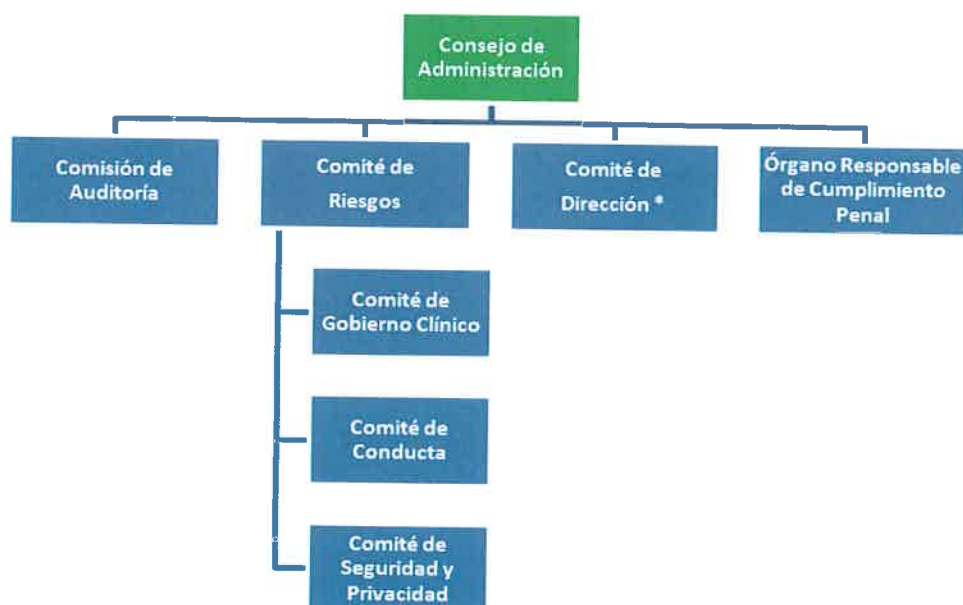 Consejo de
Administración
Comisión de
Auditoría
Comité de
Riesgos
Comité de
Dirección *
Órgano Responsable
de Cumplimiento
Penal
Comité de
Gobierno Clínico
Comité de
Conducta
Comité de
Seguridad y
Privacidad